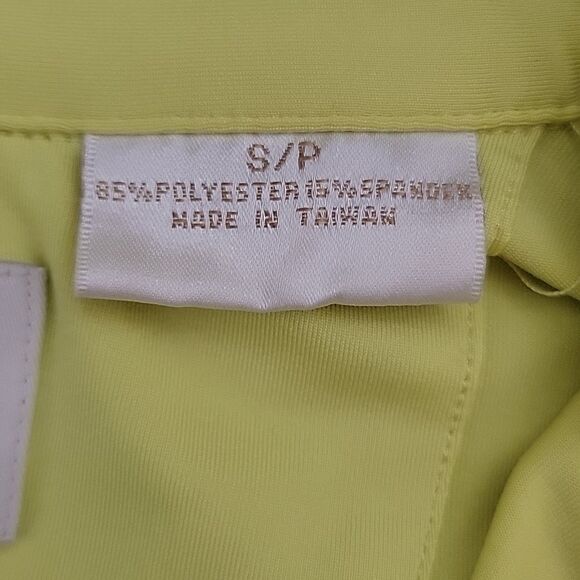 S/P
85%POLYESTER15%SPANDEX
MADE IN TAIWAN